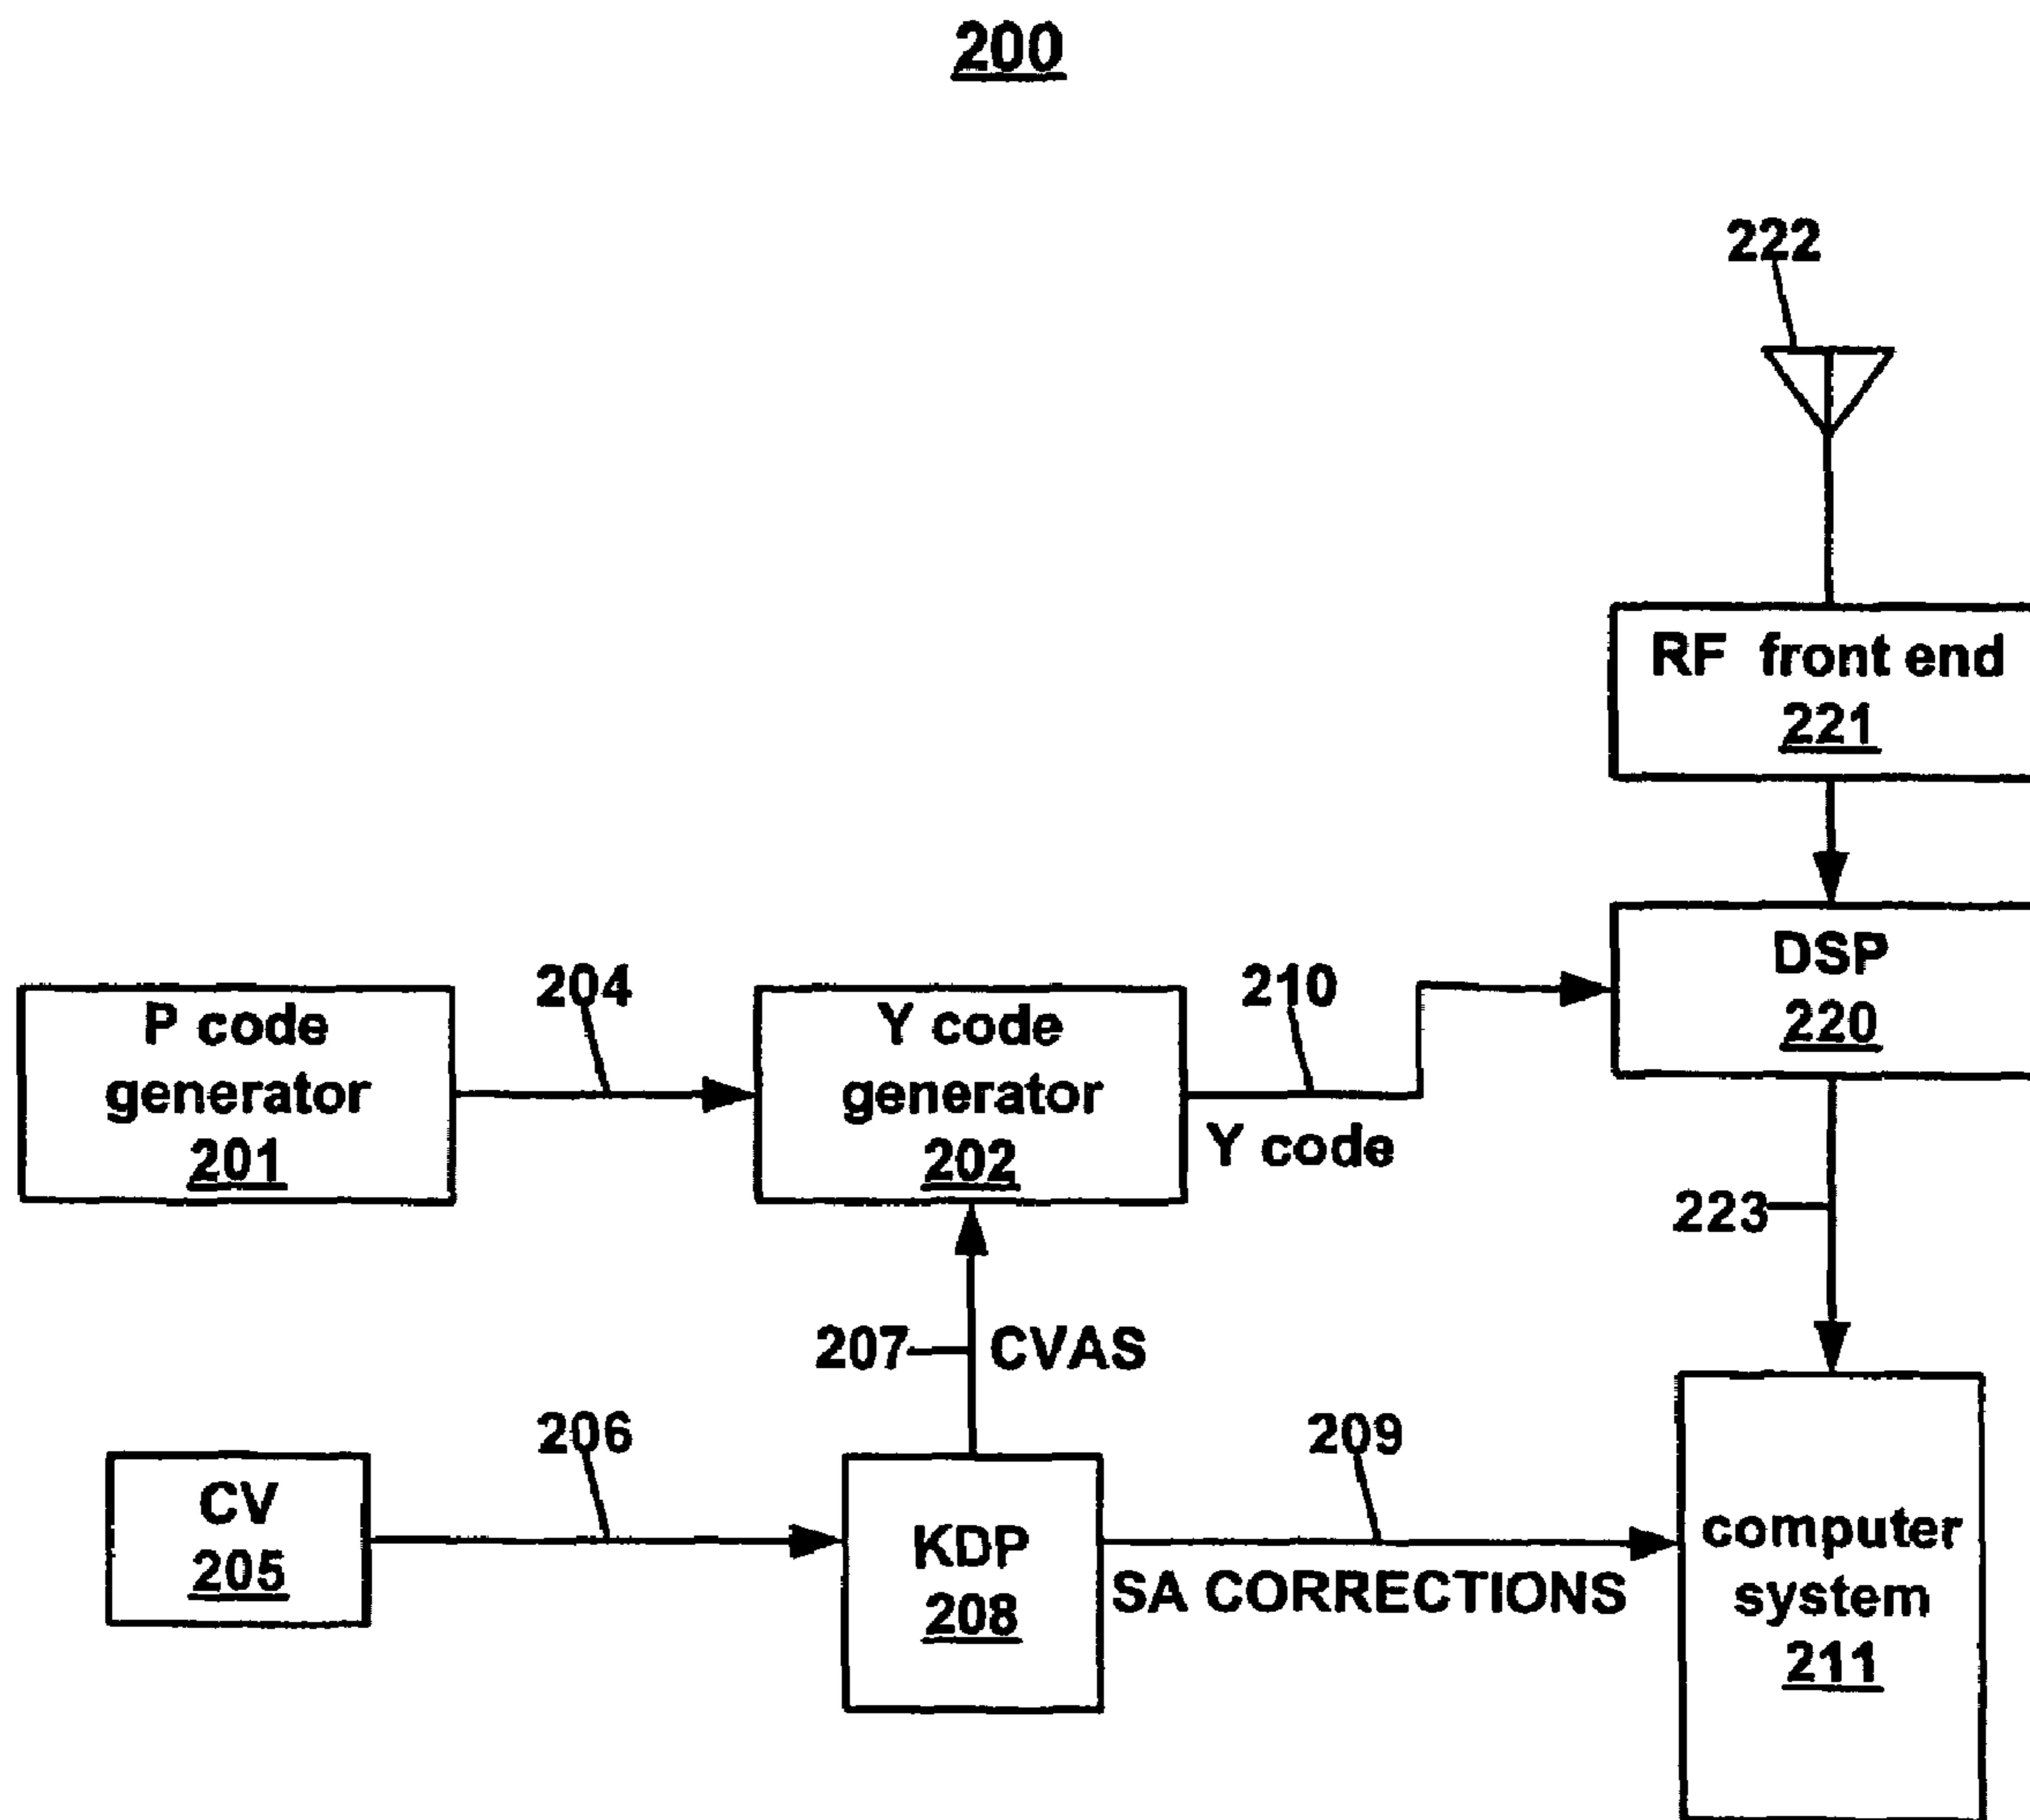 200
222
RF front end
221
DSP
220
204
210
P code
generator
201
Y code
generator
202
Y code
223
207
CVAS
206
209
CV
205
KDP
208
SA CORRECTIONS
computer
system
211